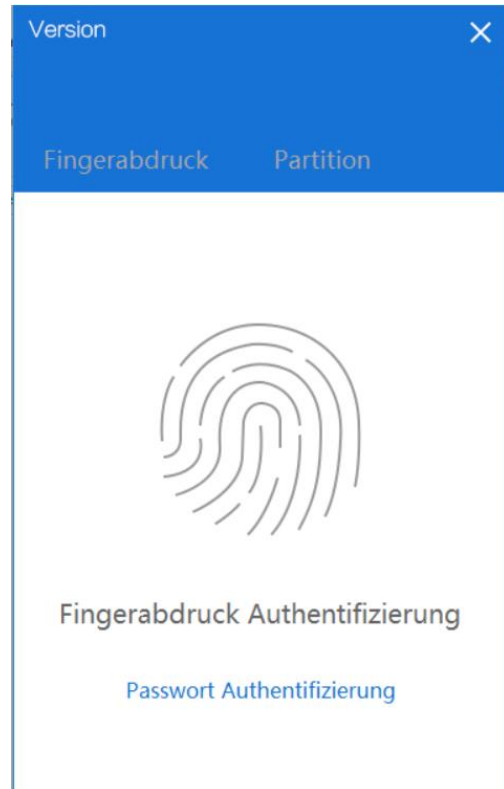 Version
Fingerabdruck Partition
Fingerabdruck Authentifizierung
Passwort Authentifizierung